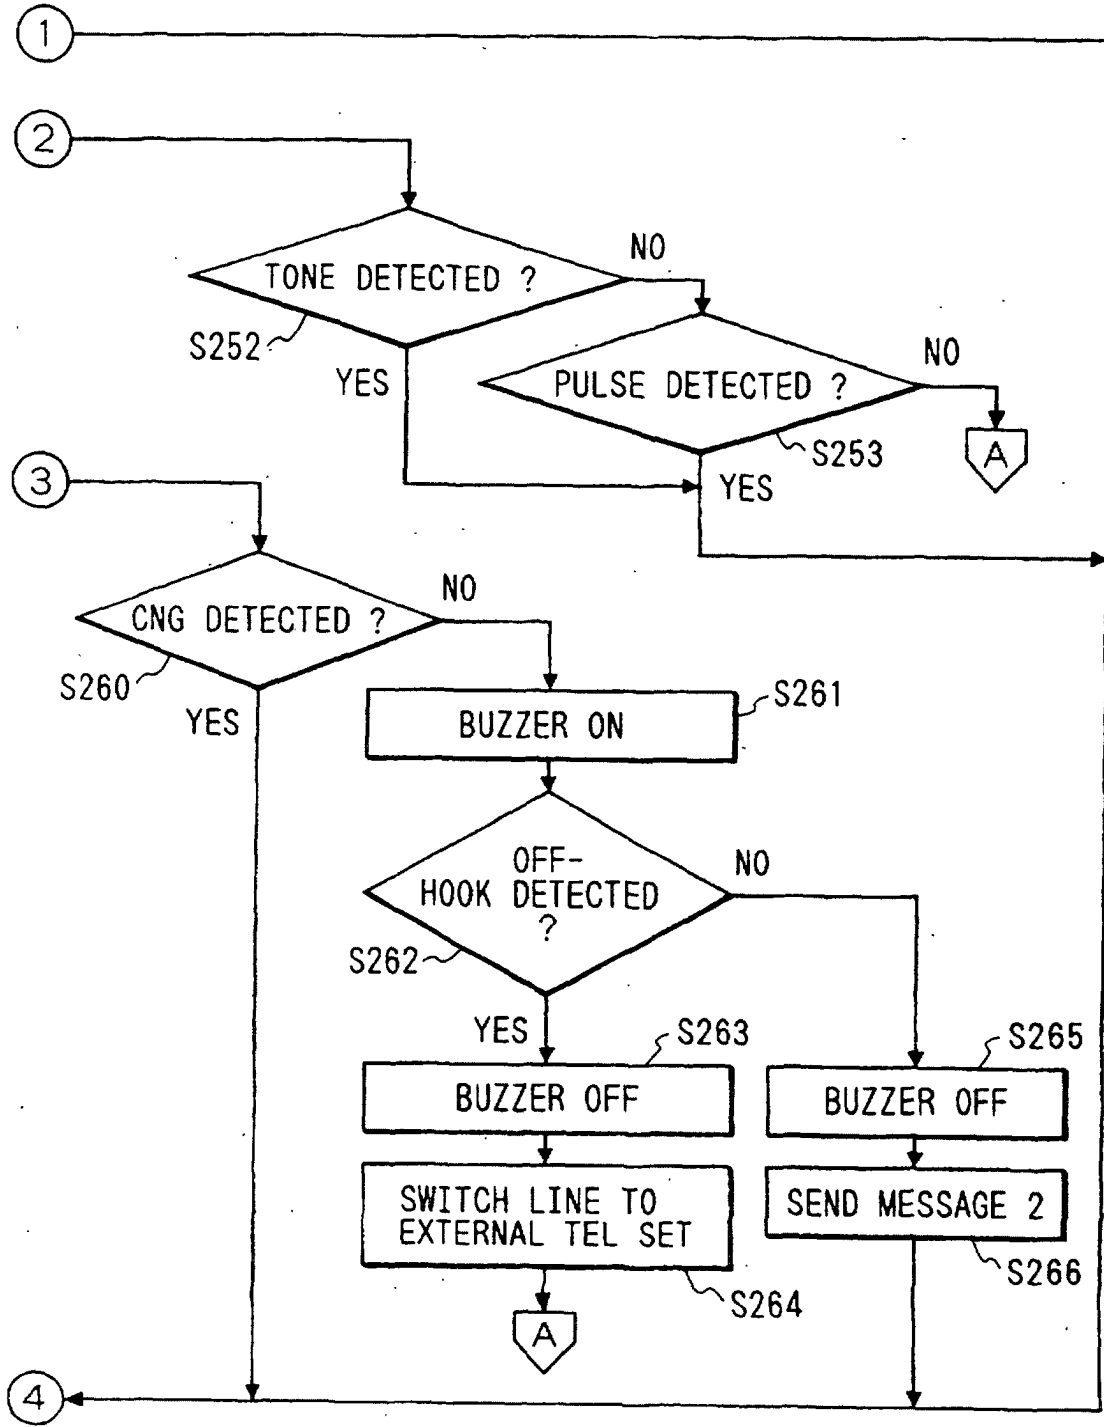 1
2
TONE DETECTED ?
NO
S252
YES
PULSE DETECTED ?
NO
S253
YES
A
3
CNG DETECTED ?
NO
S260
YES
BUZZER ON
S261
OFF-
HOOK DETECTED
?
NO
S262
YES
S263
BUZZER OFF
S265
BUZZER OFF
SWITCH LINE TO
EXTERNAL TEL SET
S264
SEND MESSAGE 2
S266
A
4